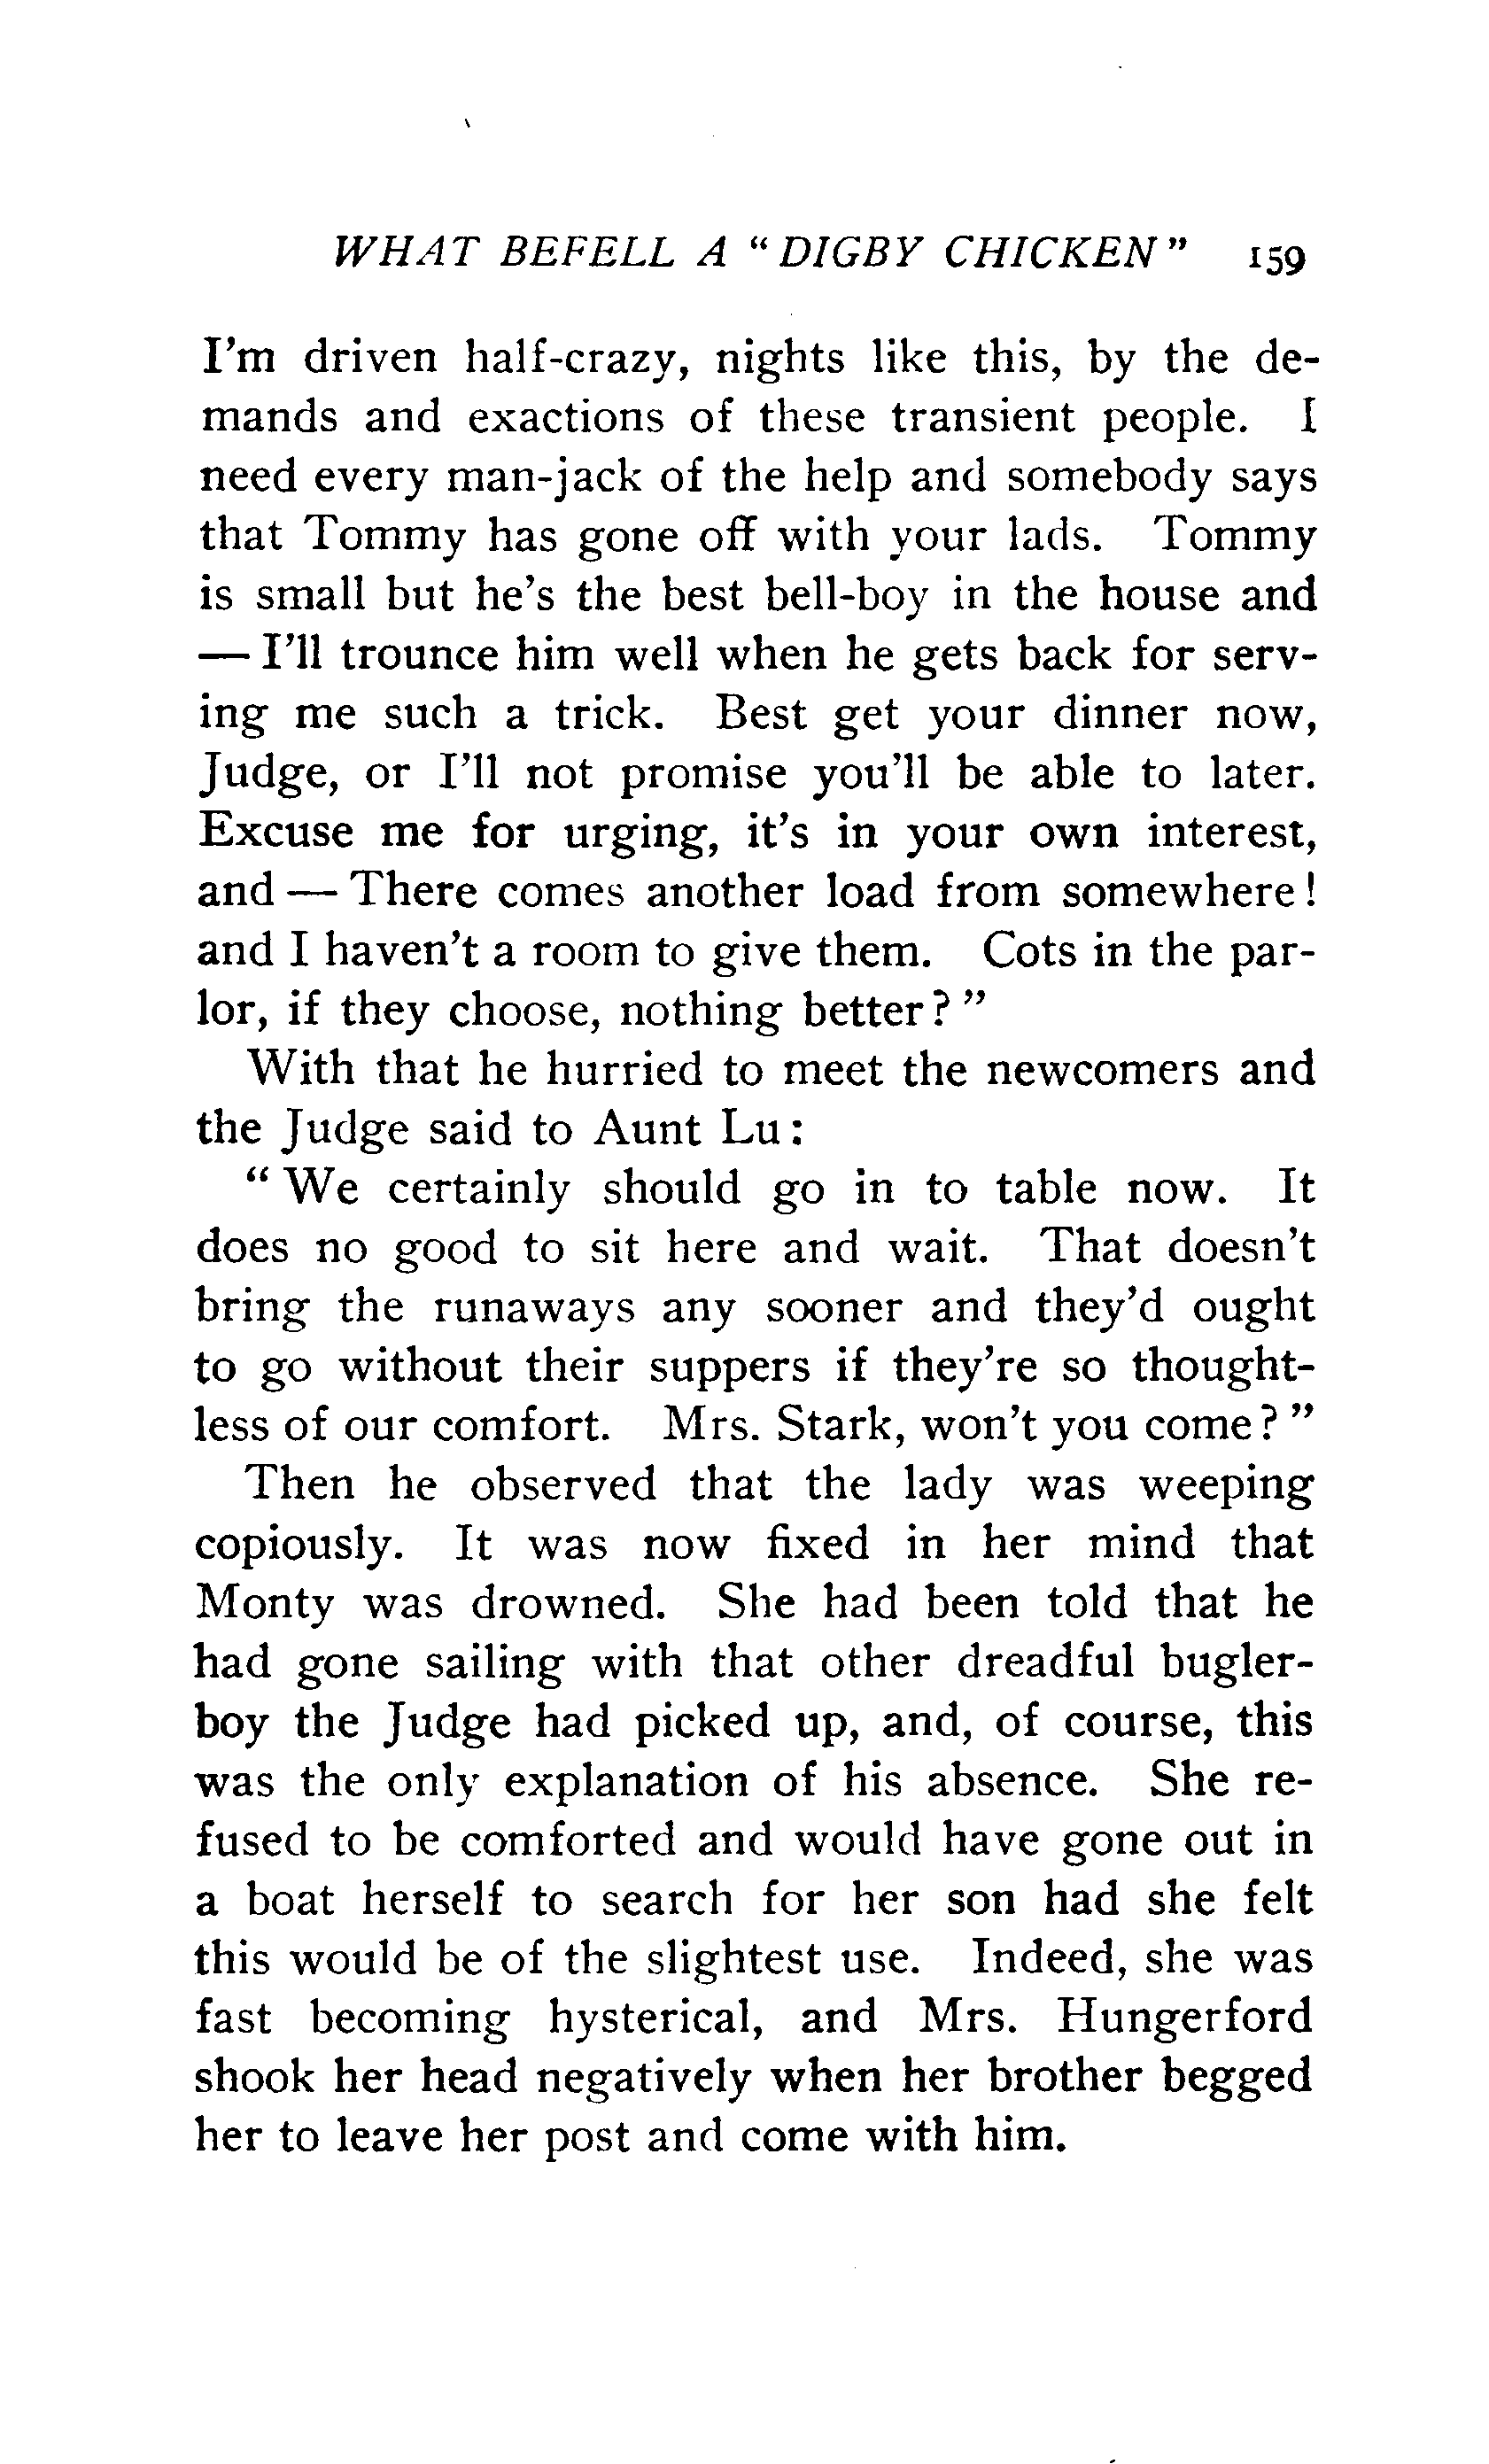 WHAT BEFELL A "DIGBY CHICKEN" 159
I'm driven half-crazy, nights like this, by the de-
mands and exactions of these transient people. I
need every man-jack of the help and somebody says
that Tommy has gone off with your lads. Tommy
is small but he's the best bell-boy in the house and
— I'll trounce him well when he gets back for serv-
ing me such a trick. Best get your dinner now,
Judge, or I'll not promise you'll be able to later.
Excuse me for urging, it's in your own interest,
and — There comes another load from somewhere!
and I haven't a room to give them. Cots in the par-
lor, if they choose, nothing better?"
With that he hurried to meet the newcomers and
the Judge said to Aunt Lu:
"We certainly should go in to table now. It
does no good to sit here and wait. That doesn't
bring the runaways any sooner and they'd ought
to go without their suppers if they're so thought-
less of our comfort. Mrs. Stark, won't you come?"
Then he observed that the lady was weeping
copiously. It was now fixed in her mind that
Monty was drowned. She had been told that he
had gone sailing with that other dreadful bugler-
boy the Judge had picked up, and, of course, this
was the only explanation of his absence. She re-
fused to be comforted and would have gone out in
a boat herself to search for her son had she felt
this would be of the slightest use. Indeed, she was
fast becoming hysterical, and Mrs. Hungerford
shook her head negatively when her brother begged
her to leave her post and come with him.